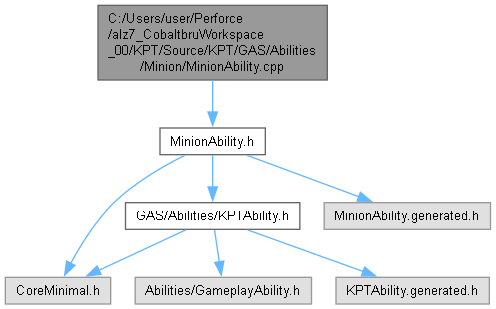 C:/Users/user/Perforce
/alz7_CobaltbruWorkspace
_00/KPT/Source/KPT/GAS/Abilities
/Minion/MinionAbility.cpp
MinionAbility.h
GAS/Abilities/KPTAbility.h
MinionAbility.generated.h
CoreMinimal.h
Abilities/GameplayAbility.h
KPTAbility.generated.h